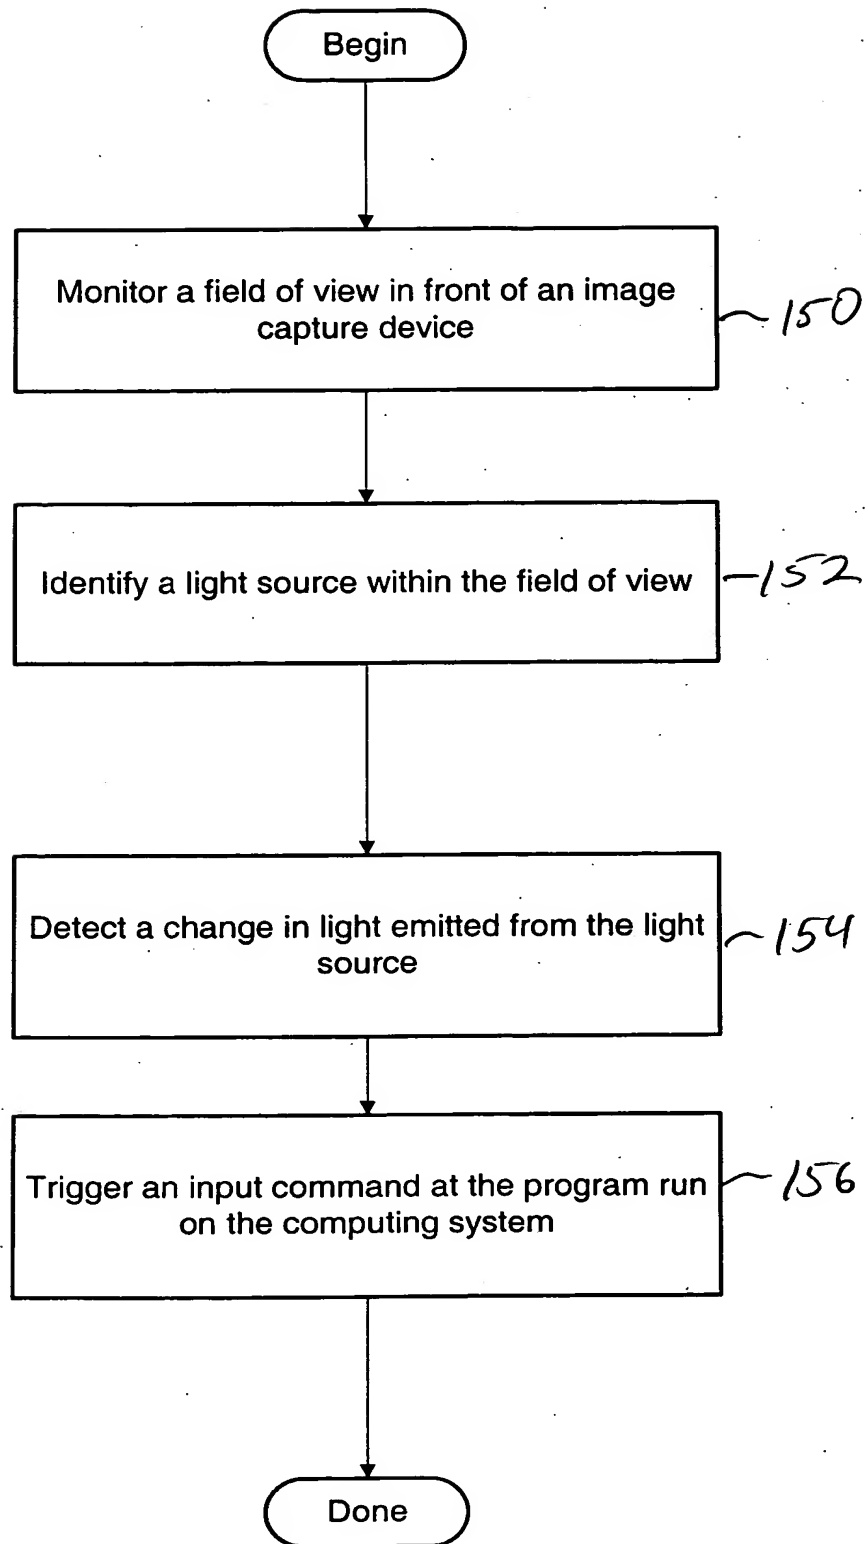 Begin
Monitor a field of view in front of an image
capture device
150
Identify a light source within the field of view
152
Detect a change in light emitted from the light
source
154
Trigger an input command at the program run
on the computing system
156
Done